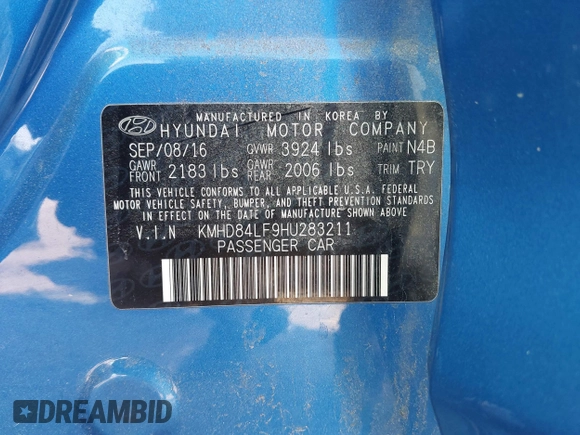 MANUFACTURED IN KOREA BY
HYUNDAI MOTOR COMPANY
SEP/08/16 GVWR 3924 lbs PAINT N4B
GAWR FRONT 2183 lbs GAWR REAR 2006 lbs TRIM TRY
THIS VEHICLE CONFORMS TO ALL APPLICABLE U.S.A. FEDERAL
MOTOR VEHICLE SAFETY, BUMPER, AND THEFT PREVENTION STANDARDS
IN EFFECT ON THE DATE OF MANUFACTURE SHOWN ABOVE.
V.I.N KMHD84LF9HU283211
PASSENGER CAR
DREAMBID